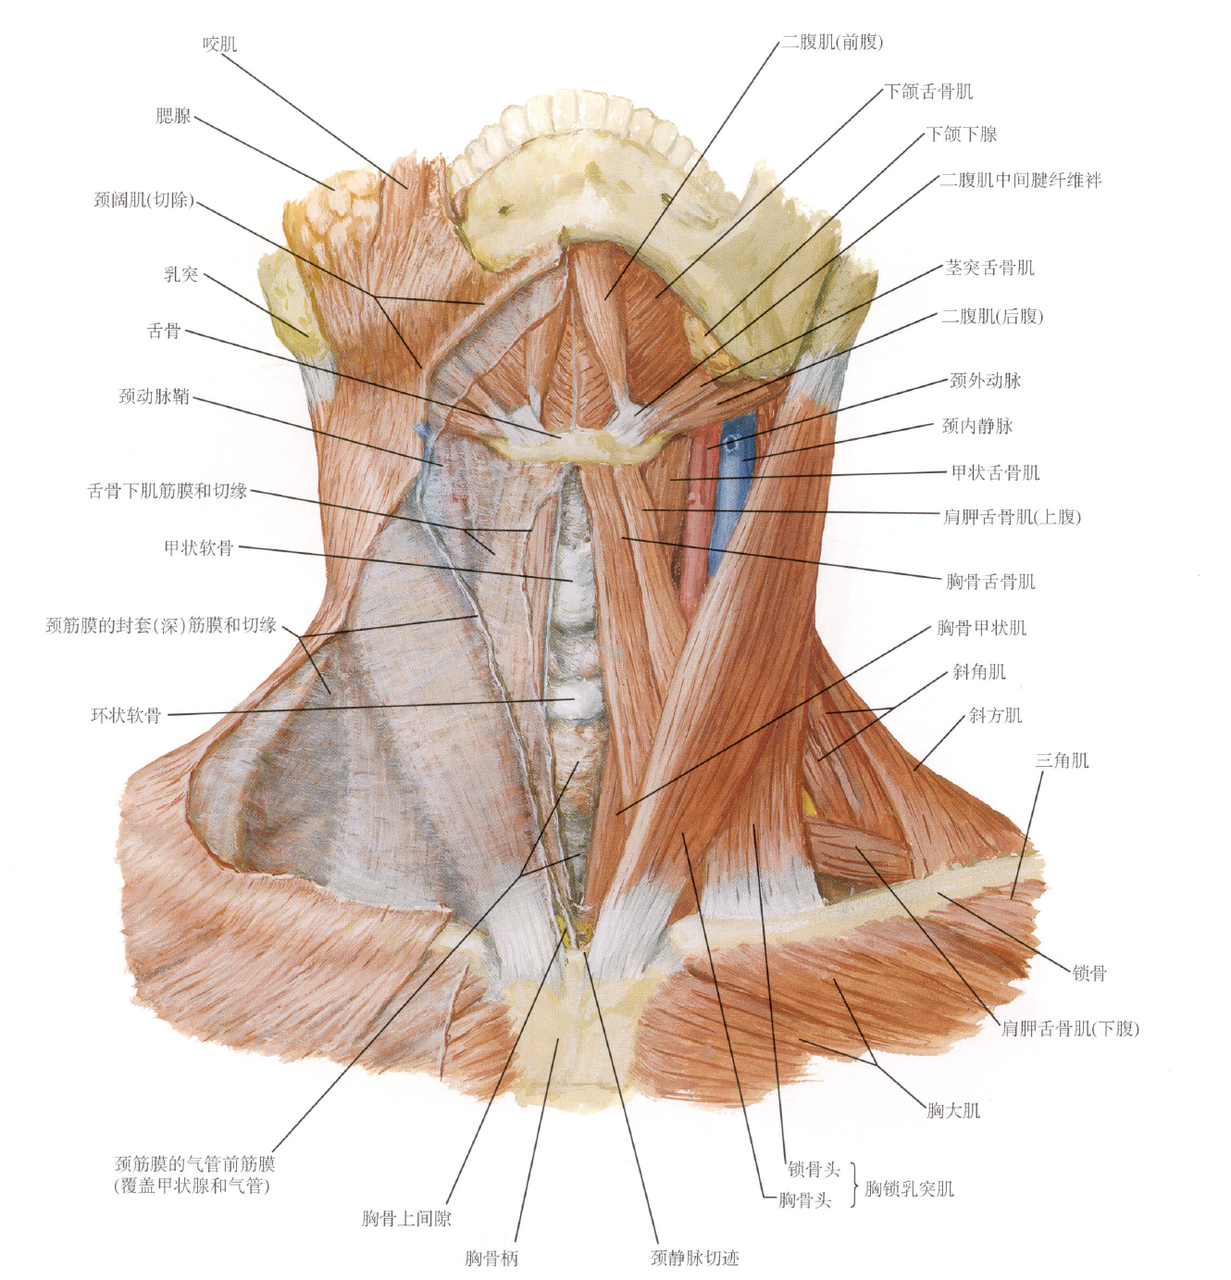 咬肌
腮腺
颈阔肌(切除)
乳突
舌骨
颈动脉鞘
舌骨下肌筋膜和切缘
甲状软骨
颈筋膜的封套(深)筋膜和切缘
环状软骨
颈筋膜的气管前筋膜
(覆盖甲状腺和气管)
胸骨上间隙
胸骨柄
颈静脉切迹
二腹肌(前腹)
下颌舌骨肌
下颌下腺
二腹肌中间腱纤维袢
茎突舌骨肌
二腹肌(后腹)
颈外动脉
颈内静脉
甲状舌骨肌
肩胛舌骨肌(上腹)
胸骨舌骨肌
胸骨甲状肌
斜角肌
斜方肌
三角肌
锁骨
肩胛舌骨肌(下腹)
胸大肌
锁骨头
胸骨头
胸锁乳突肌